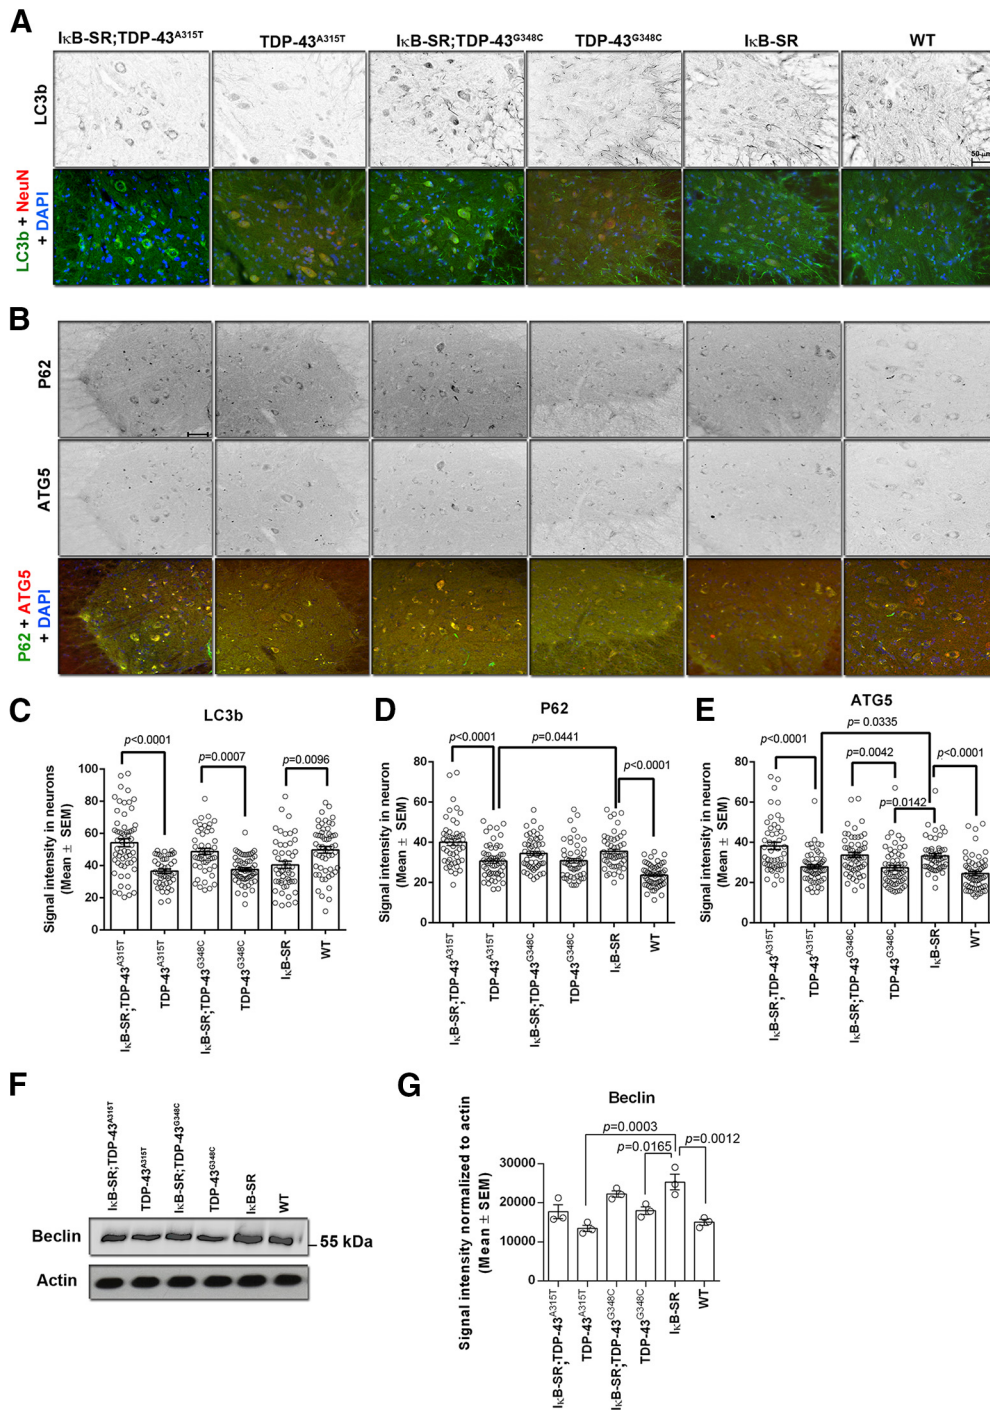 A
IκB-SR;TDP-43A315T TDP-43A315T IκB-SR;TDP-43G348C TDP-43G348C IκB-SR WT
LC3b
50 µm
LC3b + NeuN
+ DAPI
B
P62
ATG5
P62 + ATG5
+ DAPI
C
LC3b
p<0.0001
p=0.0007
p=0.0096
Signal intensity in neurons
(Mean ± SEM)
100
80
60
40
20
0
IκB-SR;TDP-43A315T
TDP-43A315T
IκB-SR;TDP-43G348C
TDP-43G348C
IκB-SR
WT
D
P62
p<0.0001
p=0.0441
p<0.0001
Signal intensity in neuron
(Mean ± SEM)
80
60
40
20
0
IκB-SR;TDP-43A315T
TDP-43A315T
IκB-SR;TDP-43G348C
TDP-43G348C
IκB-SR
WT
E
ATG5
p= 0.0335
p<0.0001
p=0.0042
p<0.0001
p=0.0142
Signal intensity in neuron
(Mean ± SEM)
80
60
40
20
0
IκB-SR;TDP-43A315T
TDP-43A315T
IκB-SR;TDP-43G348C
TDP-43G348C
IκB-SR
WT
F
IκB-SR;TDP-43A315T
TDP-43A315T
IκB-SR;TDP-43G348C
TDP-43G348C
IκB-SR
WT
Beclin
55 kDa
Actin
G
Beclin
p=0.0003
p=0.0165
p=0.0012
Signal intensity normalized to actin
(Mean ± SEM)
30000
20000
10000
0
IκB-SR;TDP-43A315T
TDP-43A315T
IκB-SR;TDP-43G348C
TDP-43G348C
IκB-SR
WT